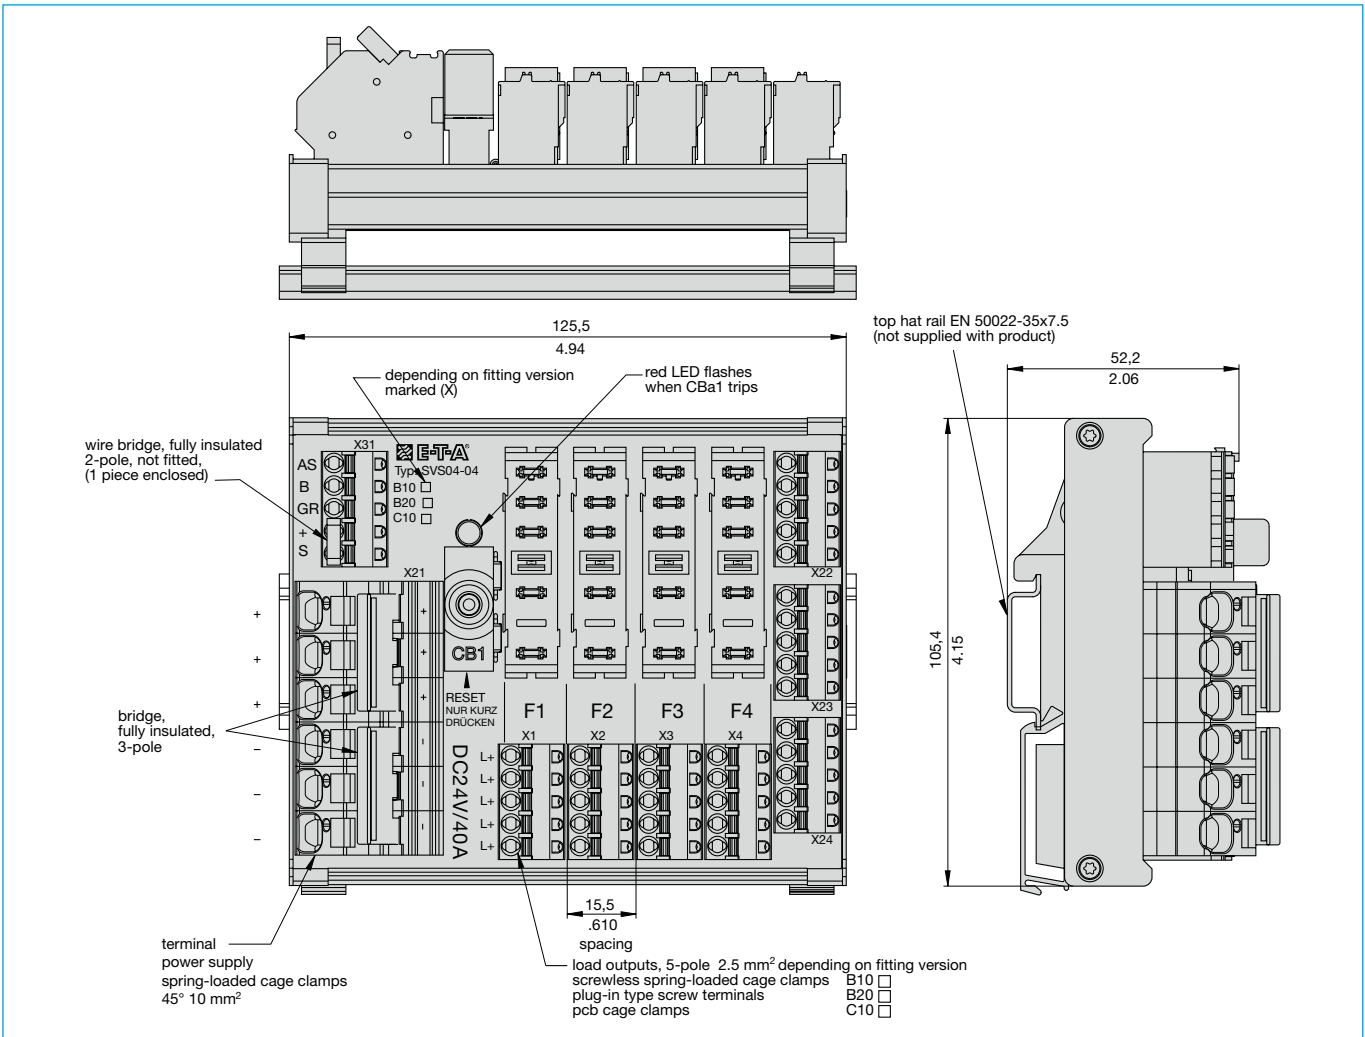 125,5
4.94
top hat rail EN 50022-35x7.5
(not supplied with product)
52,2
2.06
depending on fitting version
marked (X)
red LED flashes
when CBa1 trips
wire bridge, fully insulated
2-pole, not fitted,
(1 piece enclosed)
X31
E-T-A®
Type SVS04-04
AS
B
GR
+
S
B10
B20
C10
X21
X22
+
+
+
-
-
-
+
+
+
-
-
-
CB1
RESET
NUR KURZ
DRÜCKEN
DC24V/40A
bridge,
fully insulated,
3-pole
F1
F2
F3
F4
X23
X1
X2
X3
X4
L+
L+
L+
L+
L+
X24
105,4
4.15
15,5
.610
spacing
terminal
power supply
spring-loaded cage clamps
45° 10 mm²
load outputs, 5-pole 2.5 mm² depending on fitting version
screwless spring-loaded cage clamps B10
plug-in type screw terminals B20
pcb cage clamps C10